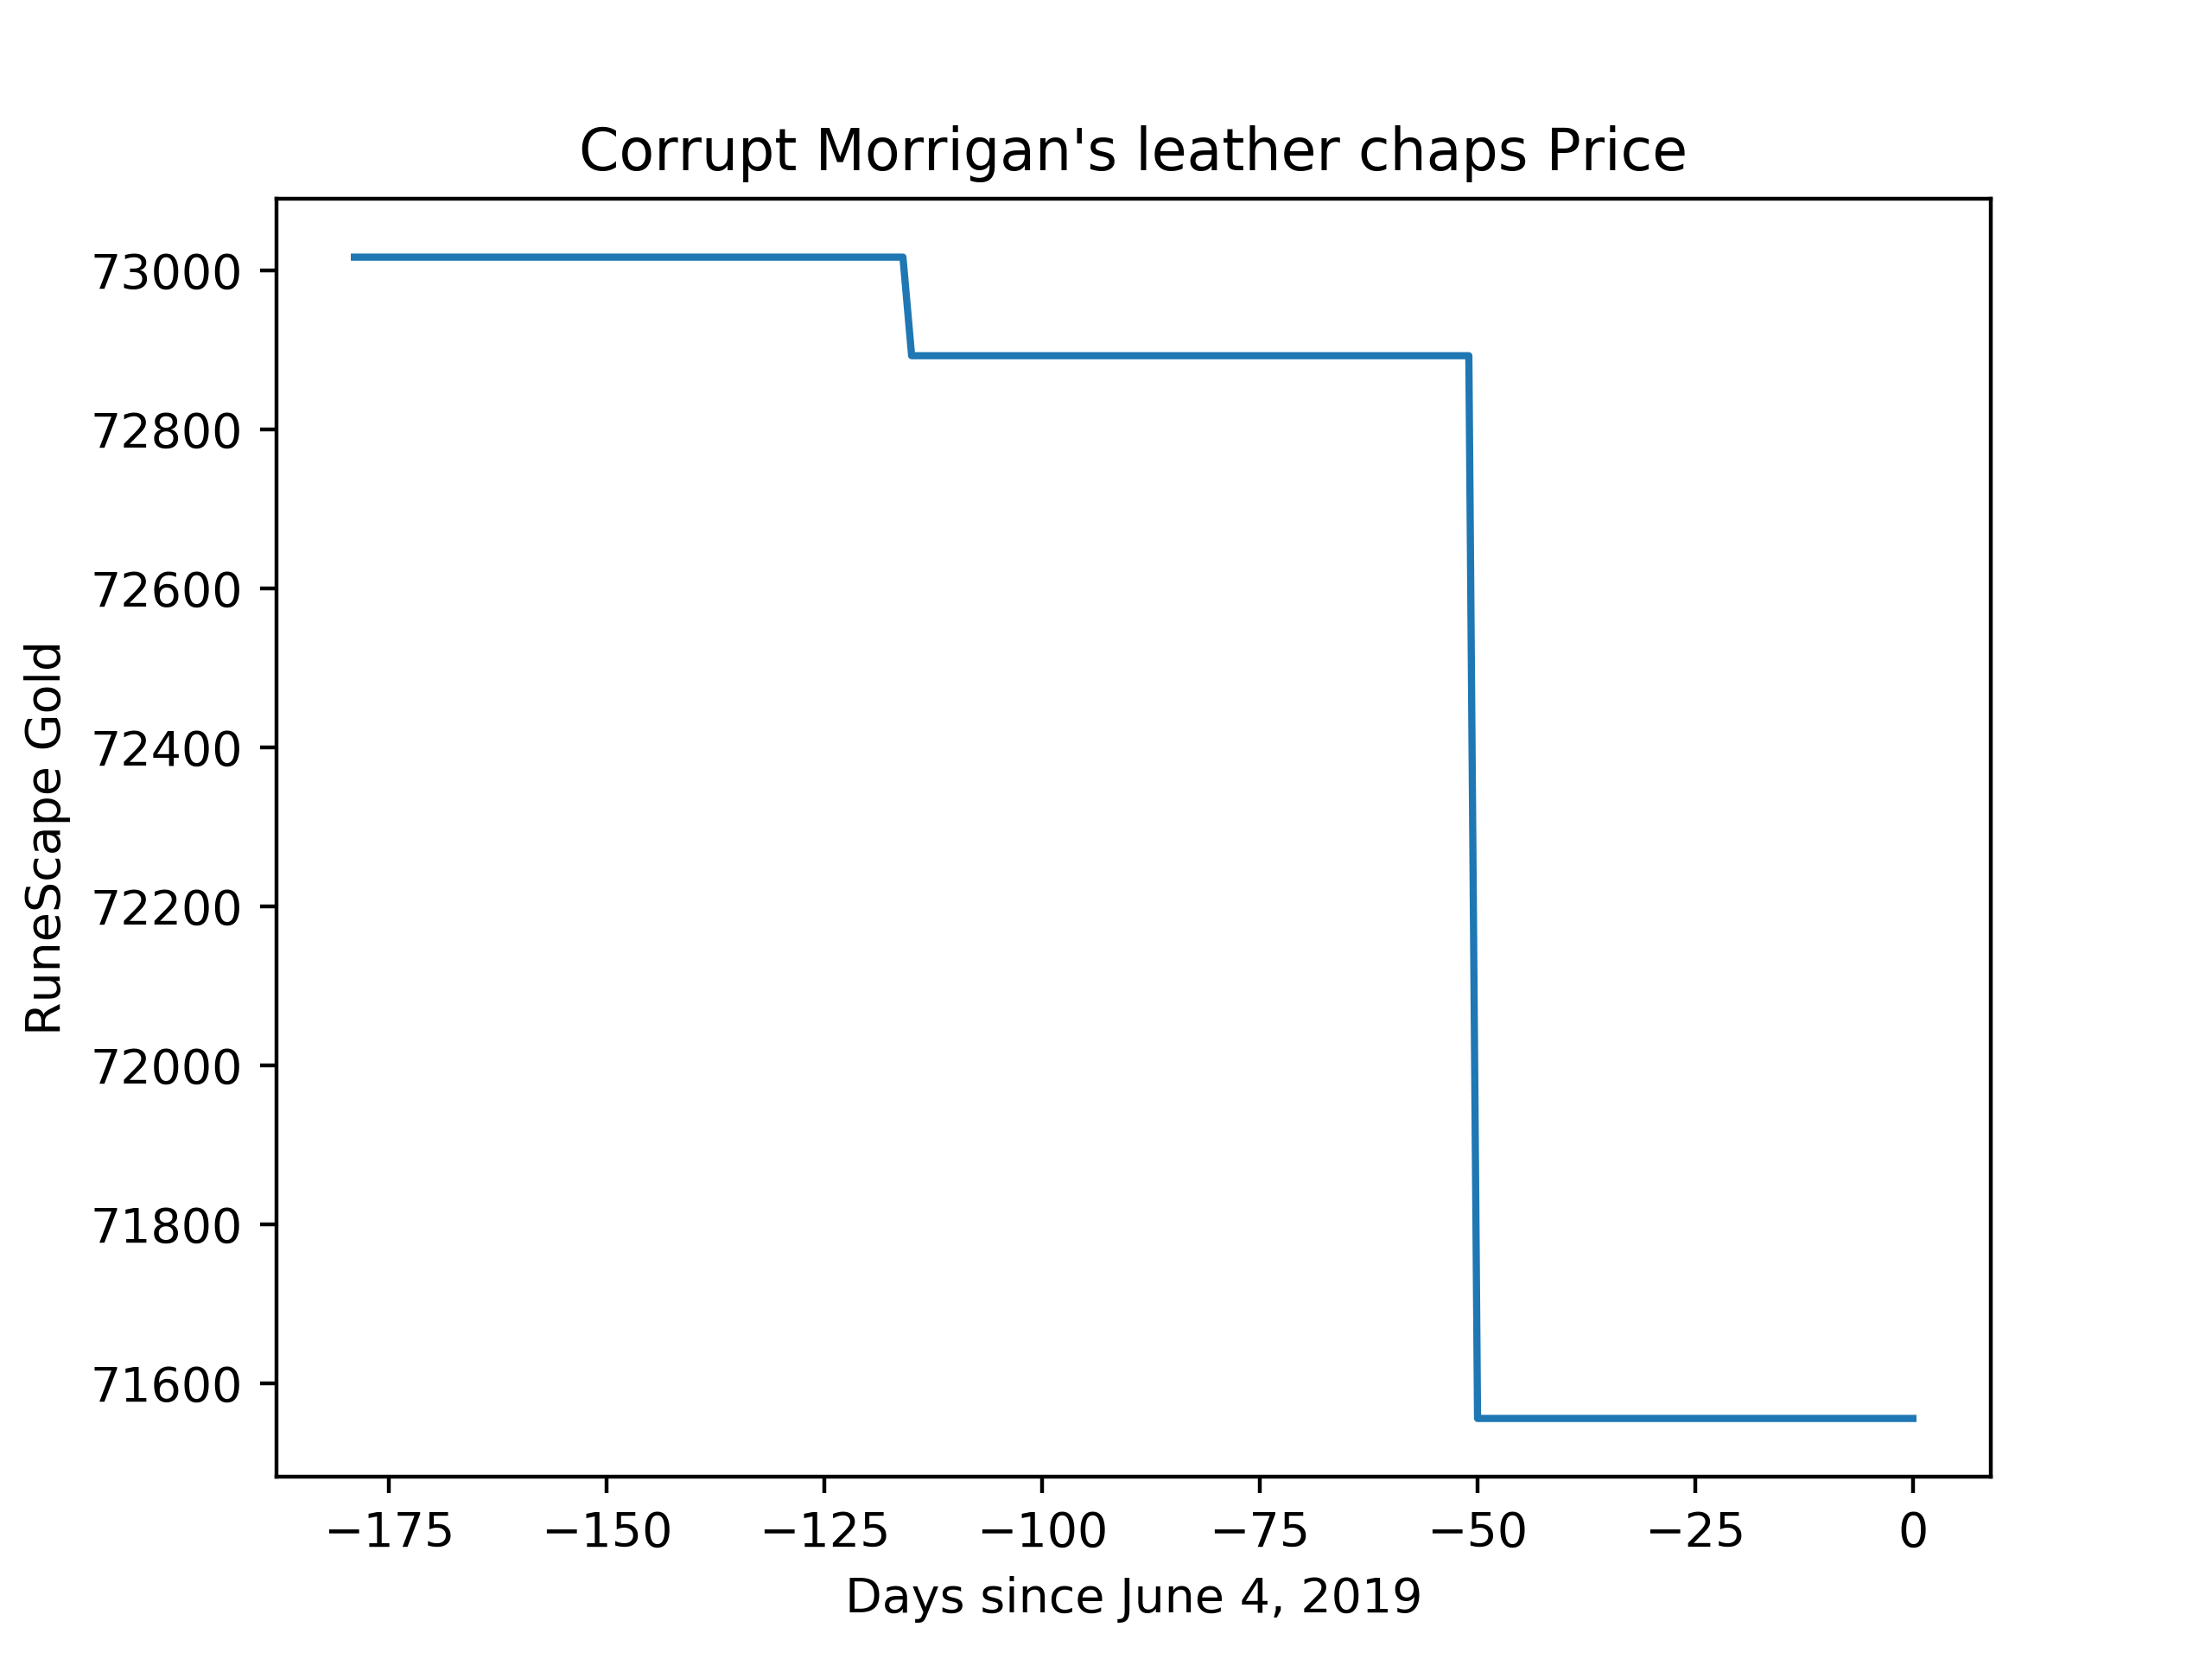 Corrupt Morrigan's leather chaps Price
RuneScape Gold
73000
72800
72600
72400
72200
72000
71800
71600
−175 −150 −125 −100 −75 −50 −25 0
Days since June 4, 2019